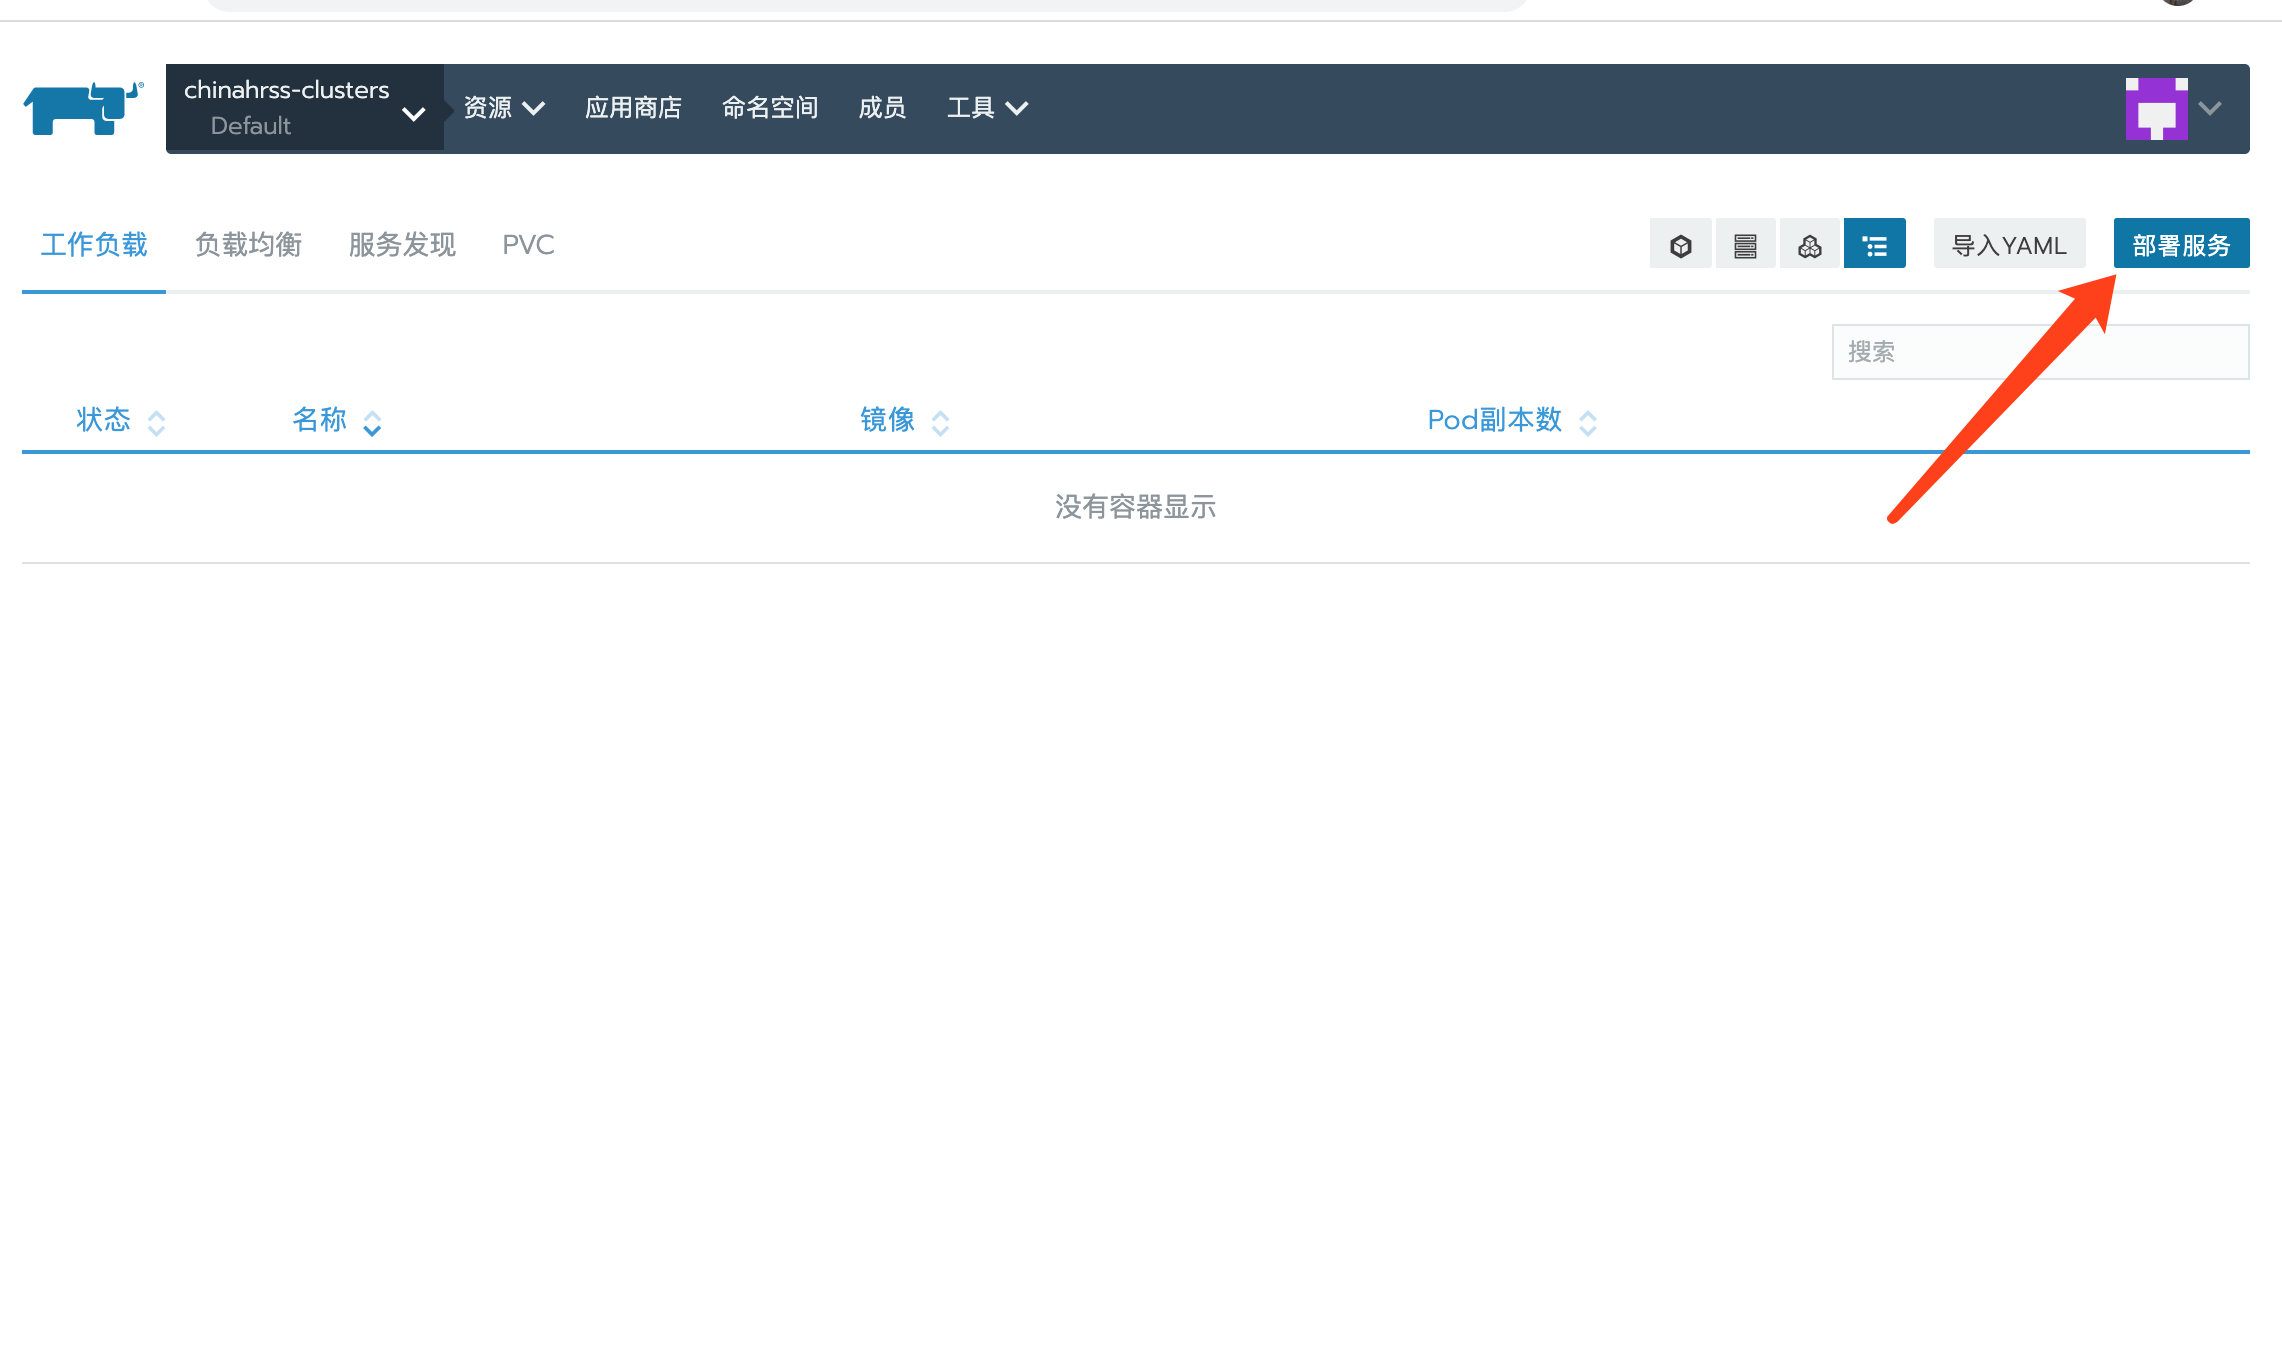 chinahrss-clusters
Default
资源 应用商店 命名空间 成员 工具
工作负载 负载均衡 服务发现 PVC 导入YAML 部署服务
搜索
状态 名称 镜像 Pod副本数
没有容器显示